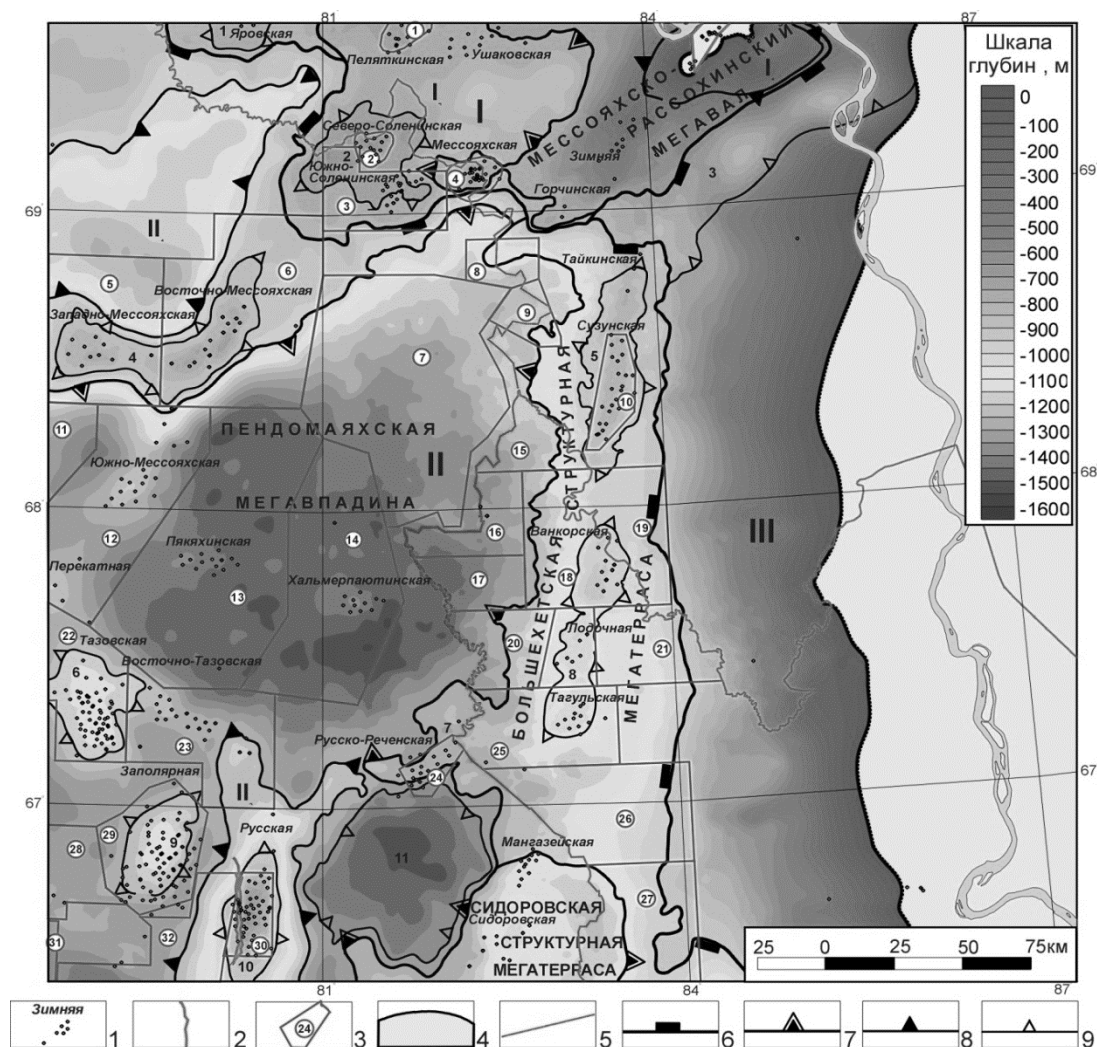 81
84
87
Шкала
глубин , м
0
-100
-200
-300
-400
-500
-600
-700
-800
-900
-1000
-1100
-1200
-1300
-1400
-1500
-1600
1
Яровская
1
Пеляткинская
Ушаковская
I
I
I
МЕССОЯХСКО-
РАССОХИНСКИЙ
МЕГАВАЛ
Северо-Соленинская
2
2
Мессояхская
4
Южно-
Соленинская
3
Зимняя
Горчинская
3
69
69
II
5
6
8
Тайкинская
Восточно-Мессояхская
Западно-Мессояхская
4
9
7
Сузунская
5
10
11
ПЕНДОМАЯХСКАЯ
II
МЕГАВПАДИНА
15
Южно-Мессояхская
68
68
12
14
16
Ванкорская
19
III
Пякяхинская
Перекатная
13
Хальмерпаютинская
17
18
БОЛЬШЕХЕТСКАЯ СТРУКТУРНАЯ
МЕГАТЕРРАСА
22
Тазовская
Восточно-Тазовская
20
Лодочная
21
6
8
Тагульская
23
7
Русско-Реченская
25
Заполярная
24
67
67
II
26
Русская
29
28
9
11
Мангазейская
27
СИДОРОВСКАЯ
Сидоровская
СТРУКТУРНАЯ
МЕГАТЕРРАСА
31
32
30
10
25 0 25 50 75км
81
84
87
Зимняя
1
2
24
3
4
5
6
7
8
9